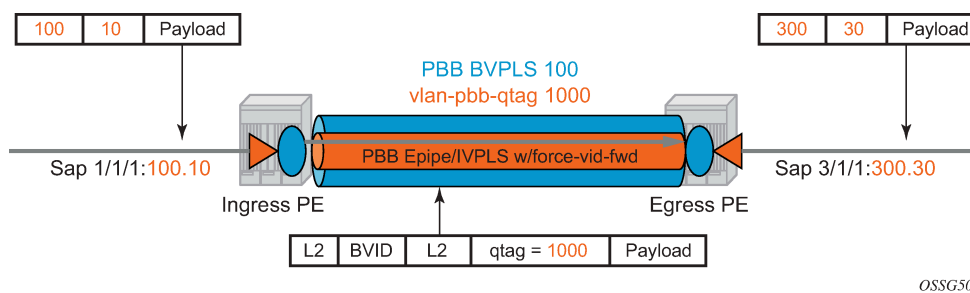 100 10 Payload
300 30 Payload
PBB BVPLS 100
vlan-pbb-qtag 1000
PBB Epipe/IVPLS w/force-vid-fwd
Sap 1/1/1:100.10
Sap 3/1/1:300.30
Ingress PE
Egress PE
L2 BVID L2 qtag = 1000 Payload
OSSG50